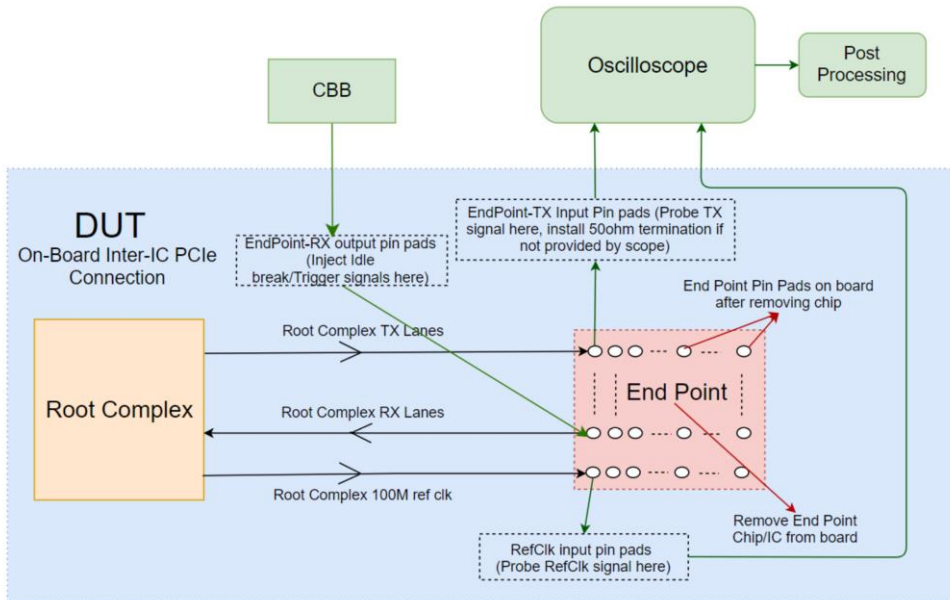 Oscilloscope
Post
Processing
CBB
DUT
On-Board Inter-IC PCIe
Connection
EndPoint-RX output pin pads
(Inject Idle
break/Trigger signals here)
EndPoint-TX Input Pin pads (Probe TX
signal here, install 50ohm termination if
not provided by scope)
End Point Pin Pads on board
after removing chip
Root Complex
Root Complex TX Lanes
Root Complex RX Lanes
Root Complex 100M ref clk
End Point
Remove End Point
Chip/IC from board
RefClk input pin pads
(Probe RefClk signal here)